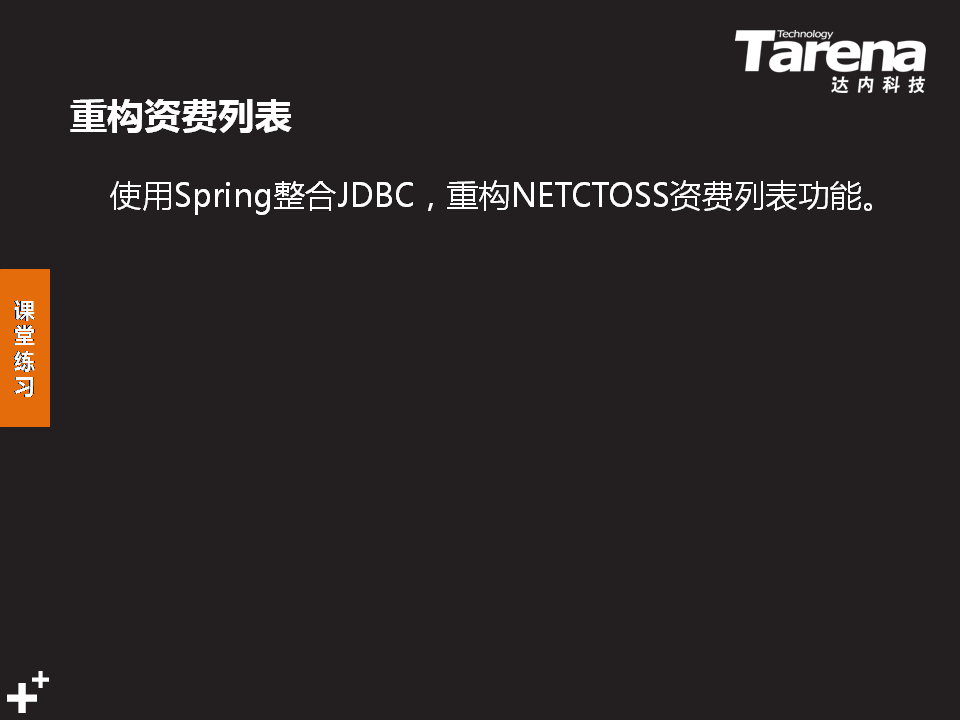 Technology
Tarena
达内科技
重构资费列表
使用Spring整合JDBC，重构NETCTOSS资费列表功能。
课
堂
练
习